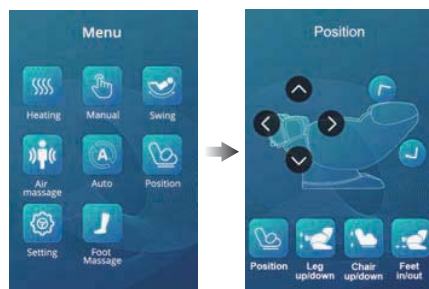 Menu
Heating Manual Swing
Air
massage
Auto Position
Setting Foot
Massage
Position
Position Leg
up/down
Chair
up/down
Feet
in/out